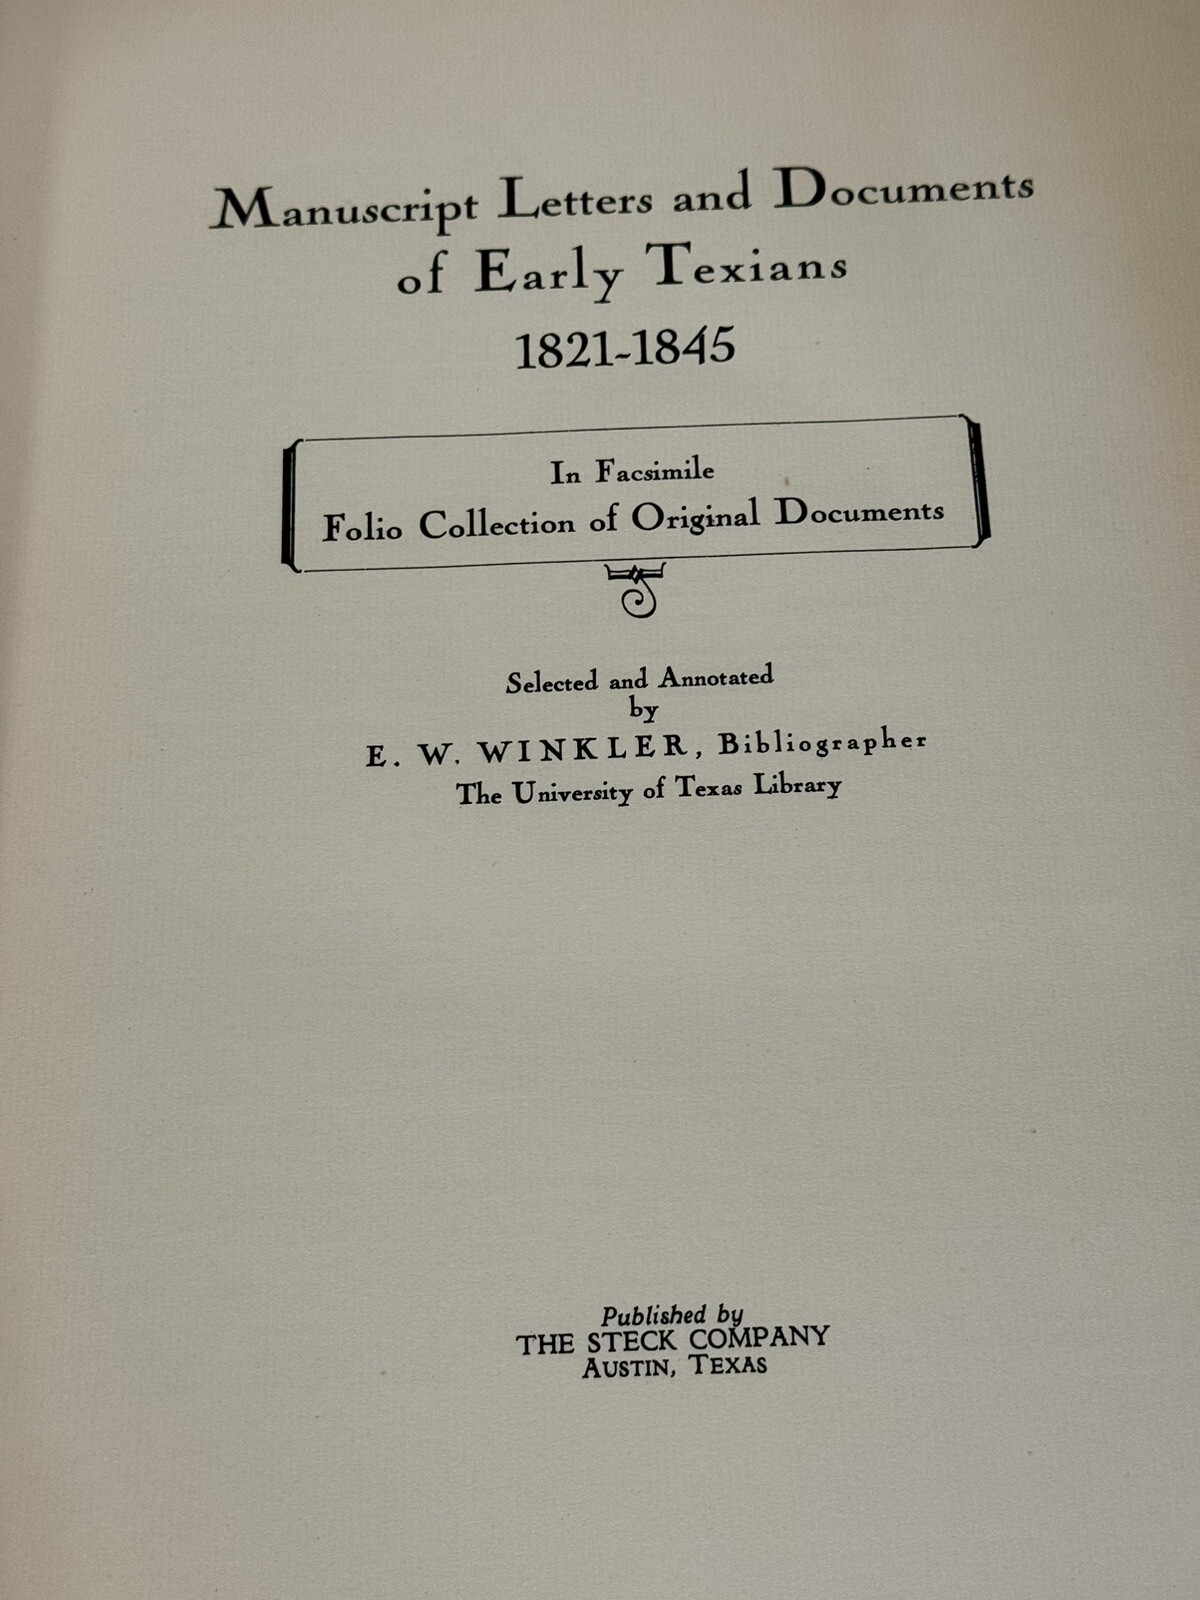 Manuscript Letters and Documents
of Early Texians
1821-1845
In Facsimile
Folio Collection of Original Documents
Selected and Annotated
by
E. W. WINKLER, Bibliographer
The University of Texas Library
Published by
THE STECK COMPANY
AUSTIN, TEXAS